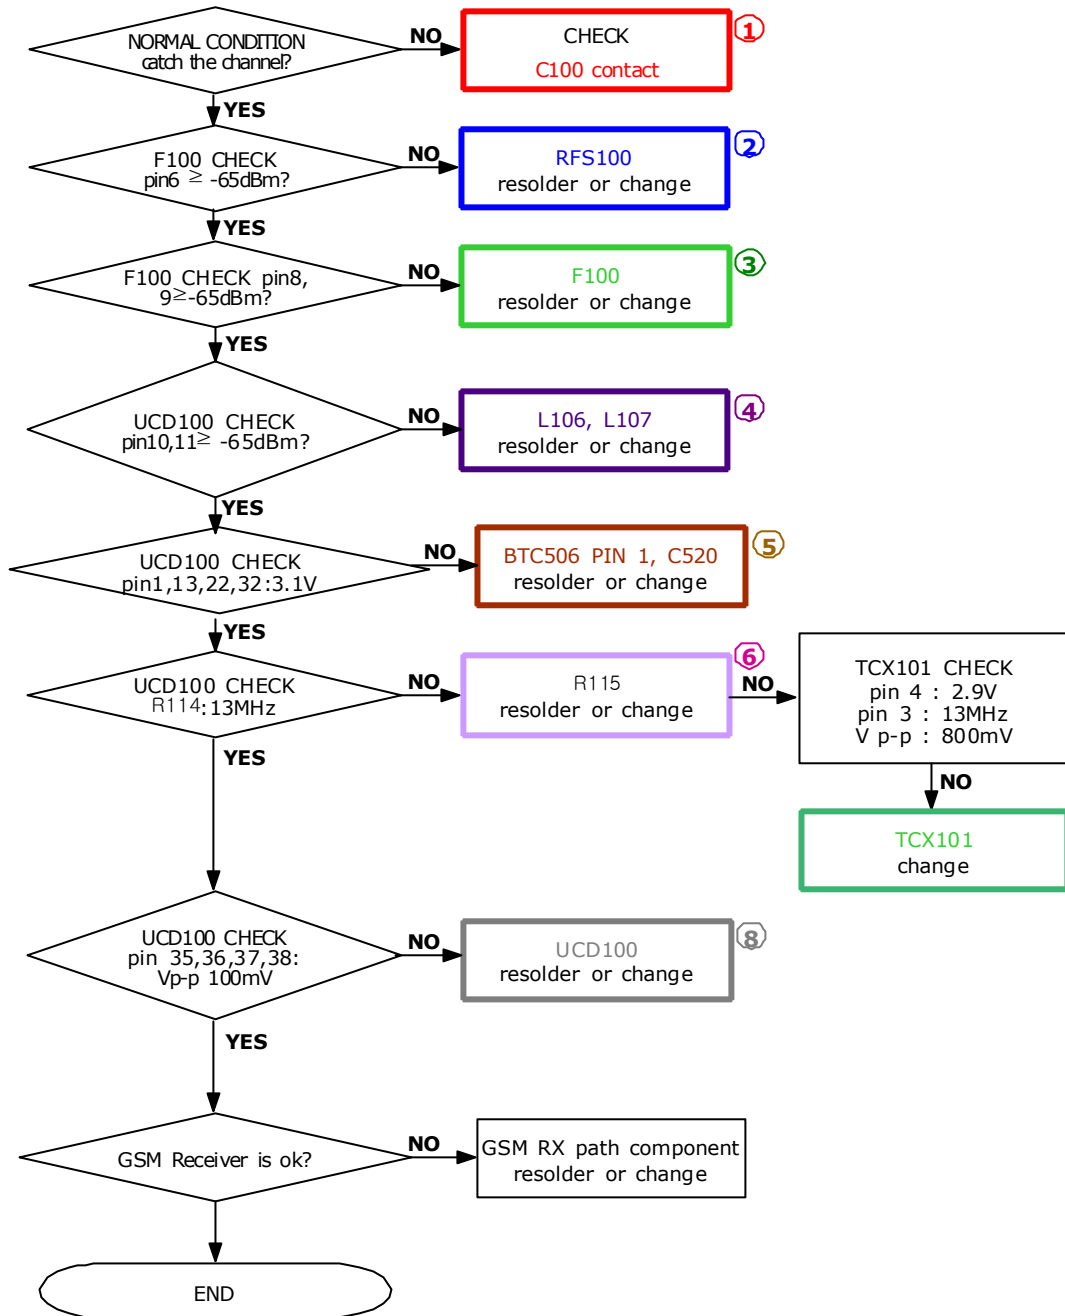 NORMAL CONDITION
catch the channel?
NO
CHECK
C100 contact
1
YES
F100 CHECK
pin6 ≥ -65dBm?
NO
RFS100
resolder or change
2
YES
F100 CHECK pin8,
9≥-65dBm?
NO
F100
resolder or change
3
YES
UCD100 CHECK
pin10,11≥ -65dBm?
NO
L106, L107
resolder or change
4
YES
UCD100 CHECK
pin1,13,22,32:3.1V
NO
BTC506 PIN 1, C520
resolder or change
5
YES
UCD100 CHECK
R114:13MHz
NO
R115
resolder or change
6
NO
TCX101 CHECK
pin 4 : 2.9V
pin 3 : 13MHz
V p-p : 800mV
NO
TCX101
change
YES
UCD100 CHECK
pin 35,36,37,38:
Vp-p 100mV
NO
UCD100
resolder or change
8
YES
GSM Receiver is ok?
NO
GSM RX path component
resolder or change
END